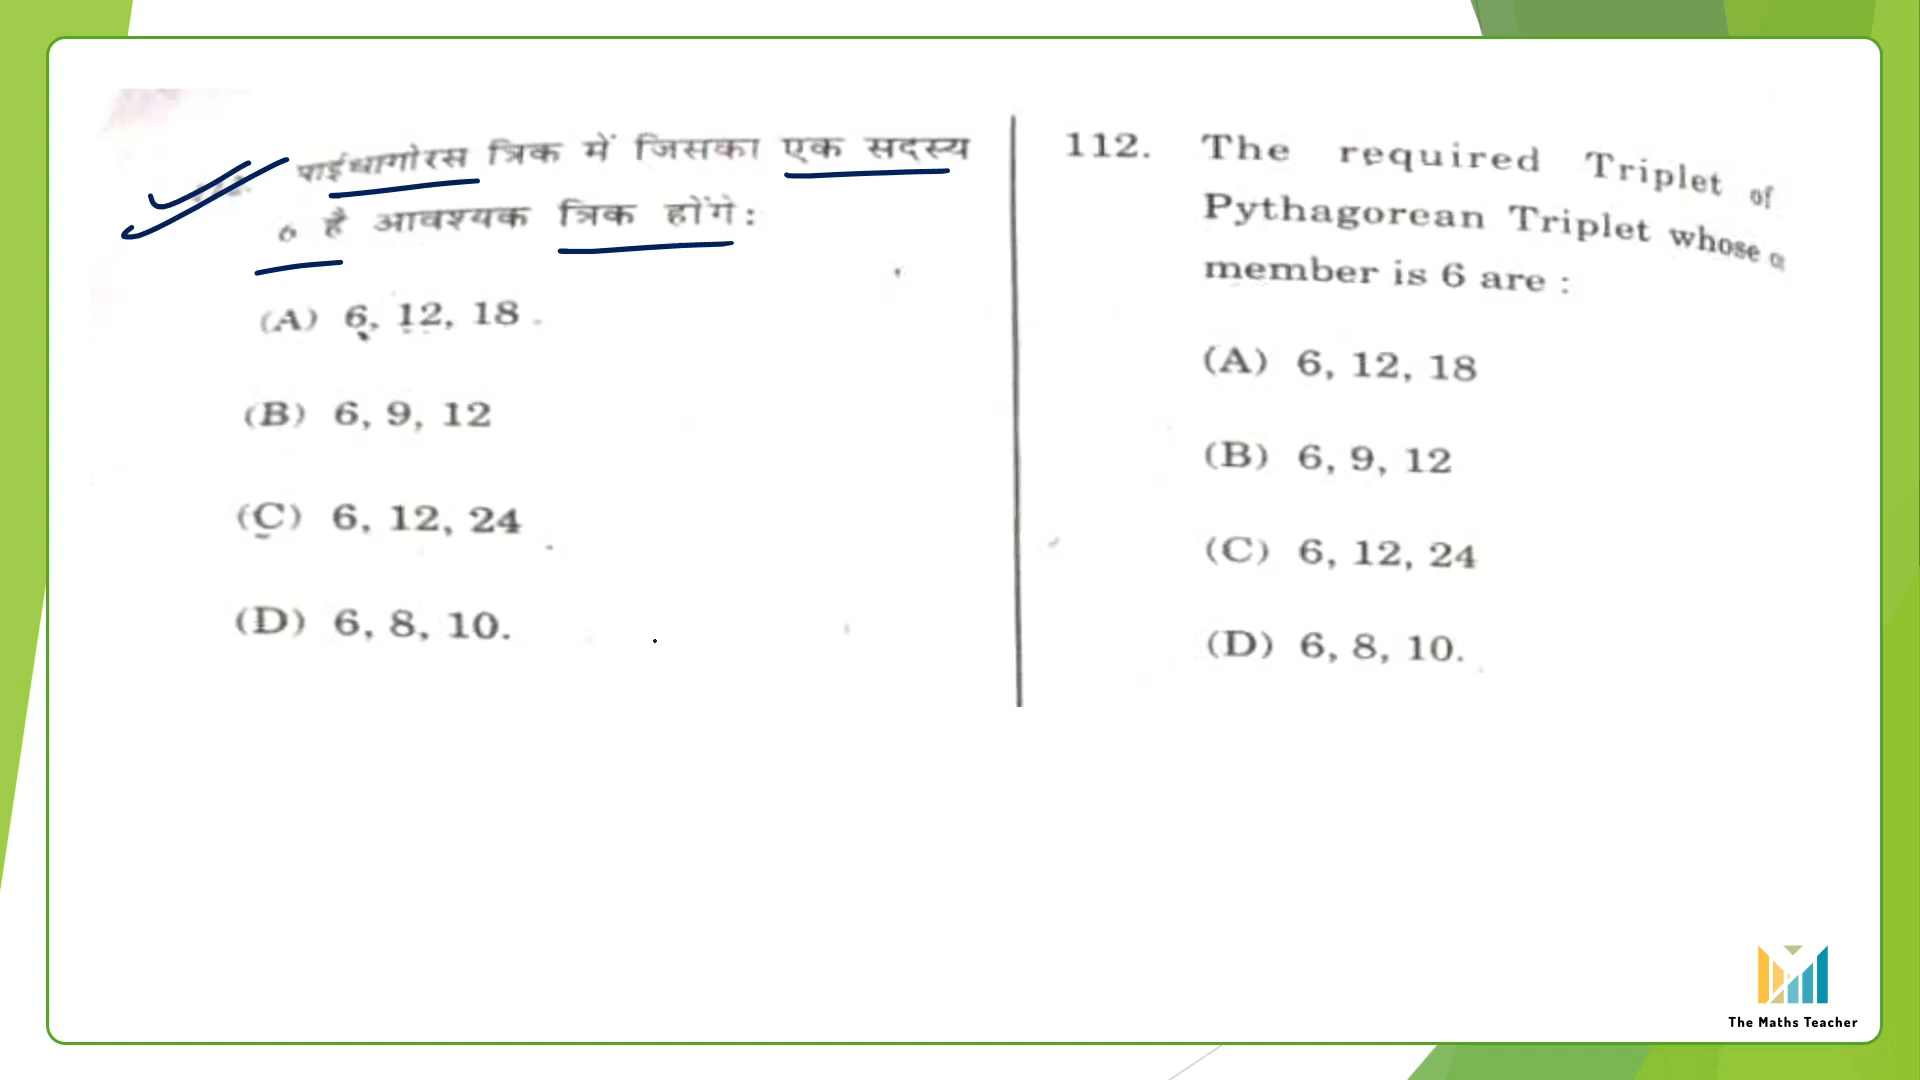 पाईथागोरस त्रिक में जिसका एक सदस्य
6 है आवश्यक त्रिक होंगे:
(A) 6, 12, 18
(B) 6, 9, 12
(C) 6, 12, 24
(D) 6, 8, 10.
112. The required Triplet of
Pythagorean Triplet whose
member is 6 are :
(A) 6, 12, 18
(B) 6, 9, 12
(C) 6, 12, 24
(D) 6, 8, 10.
The Maths Teacher